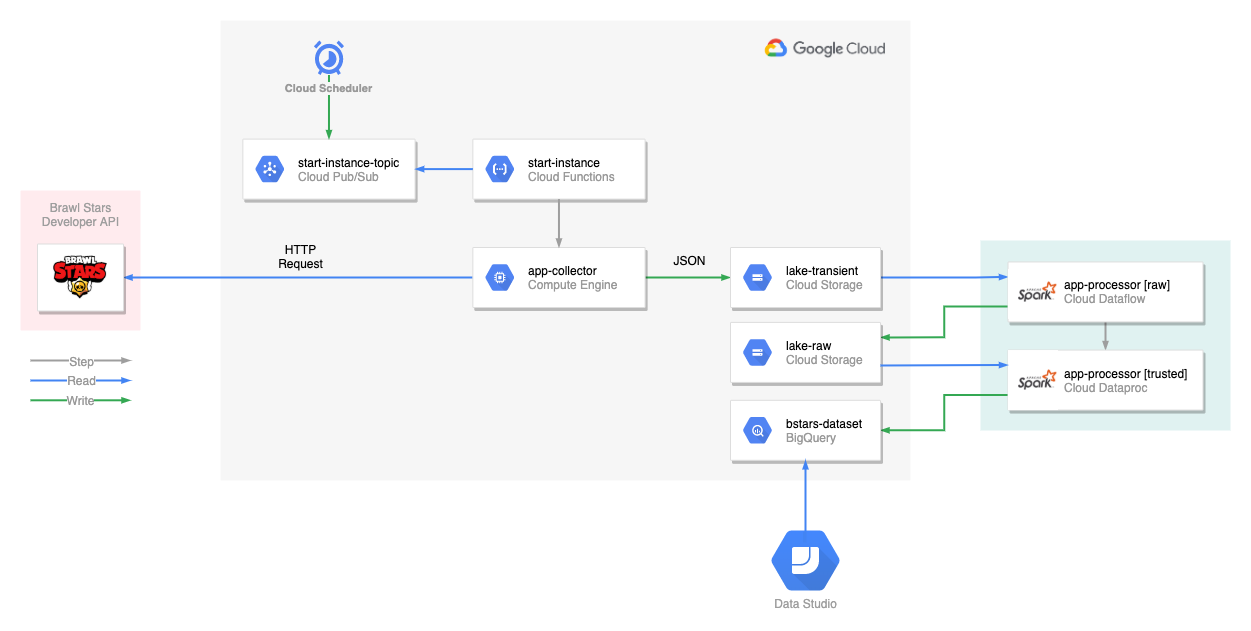 Google Cloud
Cloud Scheduler
start-instance-topic
Cloud Pub/Sub
start-instance
Cloud Functions
Brawl Stars
Developer API
BRAWL
STARS
HTTP
Request
app-collector
Compute Engine
JSON
lake-transient
Cloud Storage
lake-raw
Cloud Storage
bstars-dataset
BigQuery
APACHE
Spark
app-processor [raw]
Cloud Dataflow
APACHE
Spark
app-processor [trusted]
Cloud Dataproc
Step
Read
Write
Data Studio